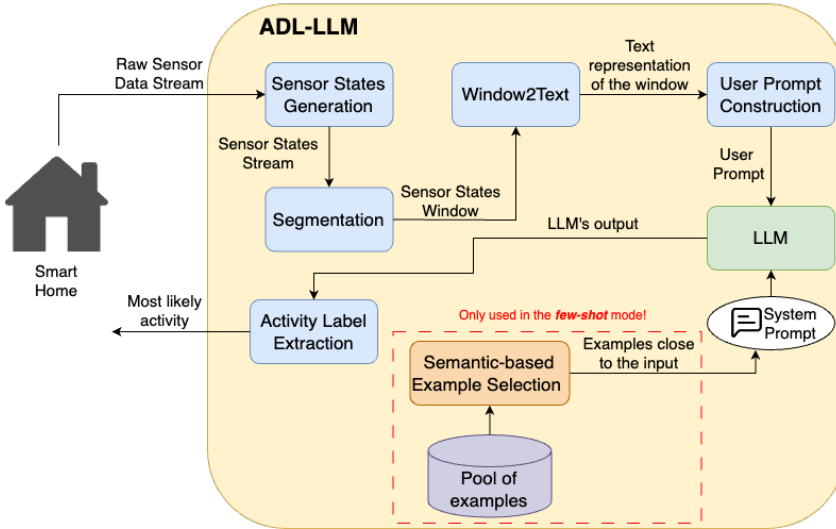 ADL-LLM
Raw Sensor
Data Stream
Sensor States
Generation
Window2Text
Text
representation
of the window
User Prompt
Construction
Sensor States
Stream
User
Prompt
Segmentation
Sensor States
Window
LLM
LLM's output
Smart
Home
Most likely
activity
Activity Label
Extraction
Only used in the few-shot mode!
System
Prompt
Semantic-based
Example Selection
Examples close
to the input
Pool of
examples